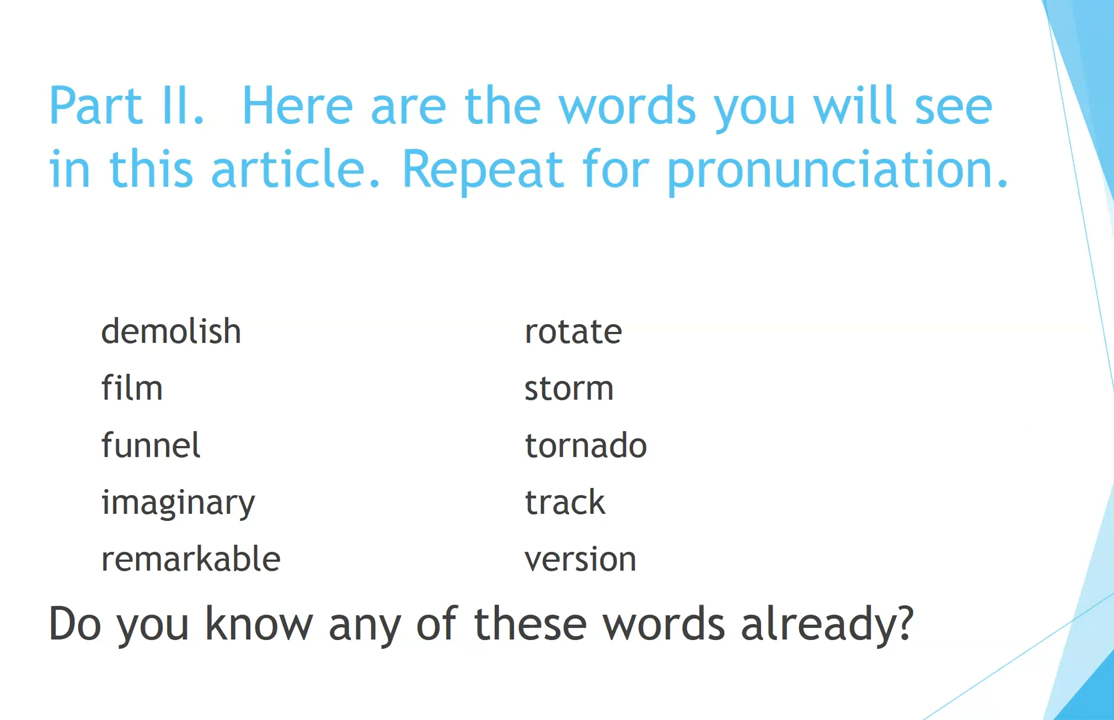 Part II.  Here are the words you will see
in this article. Repeat for pronunciation.
demolish
film
funnel
imaginary
remarkable
rotate
storm
tornado
track
version
Do you know any of these words already?